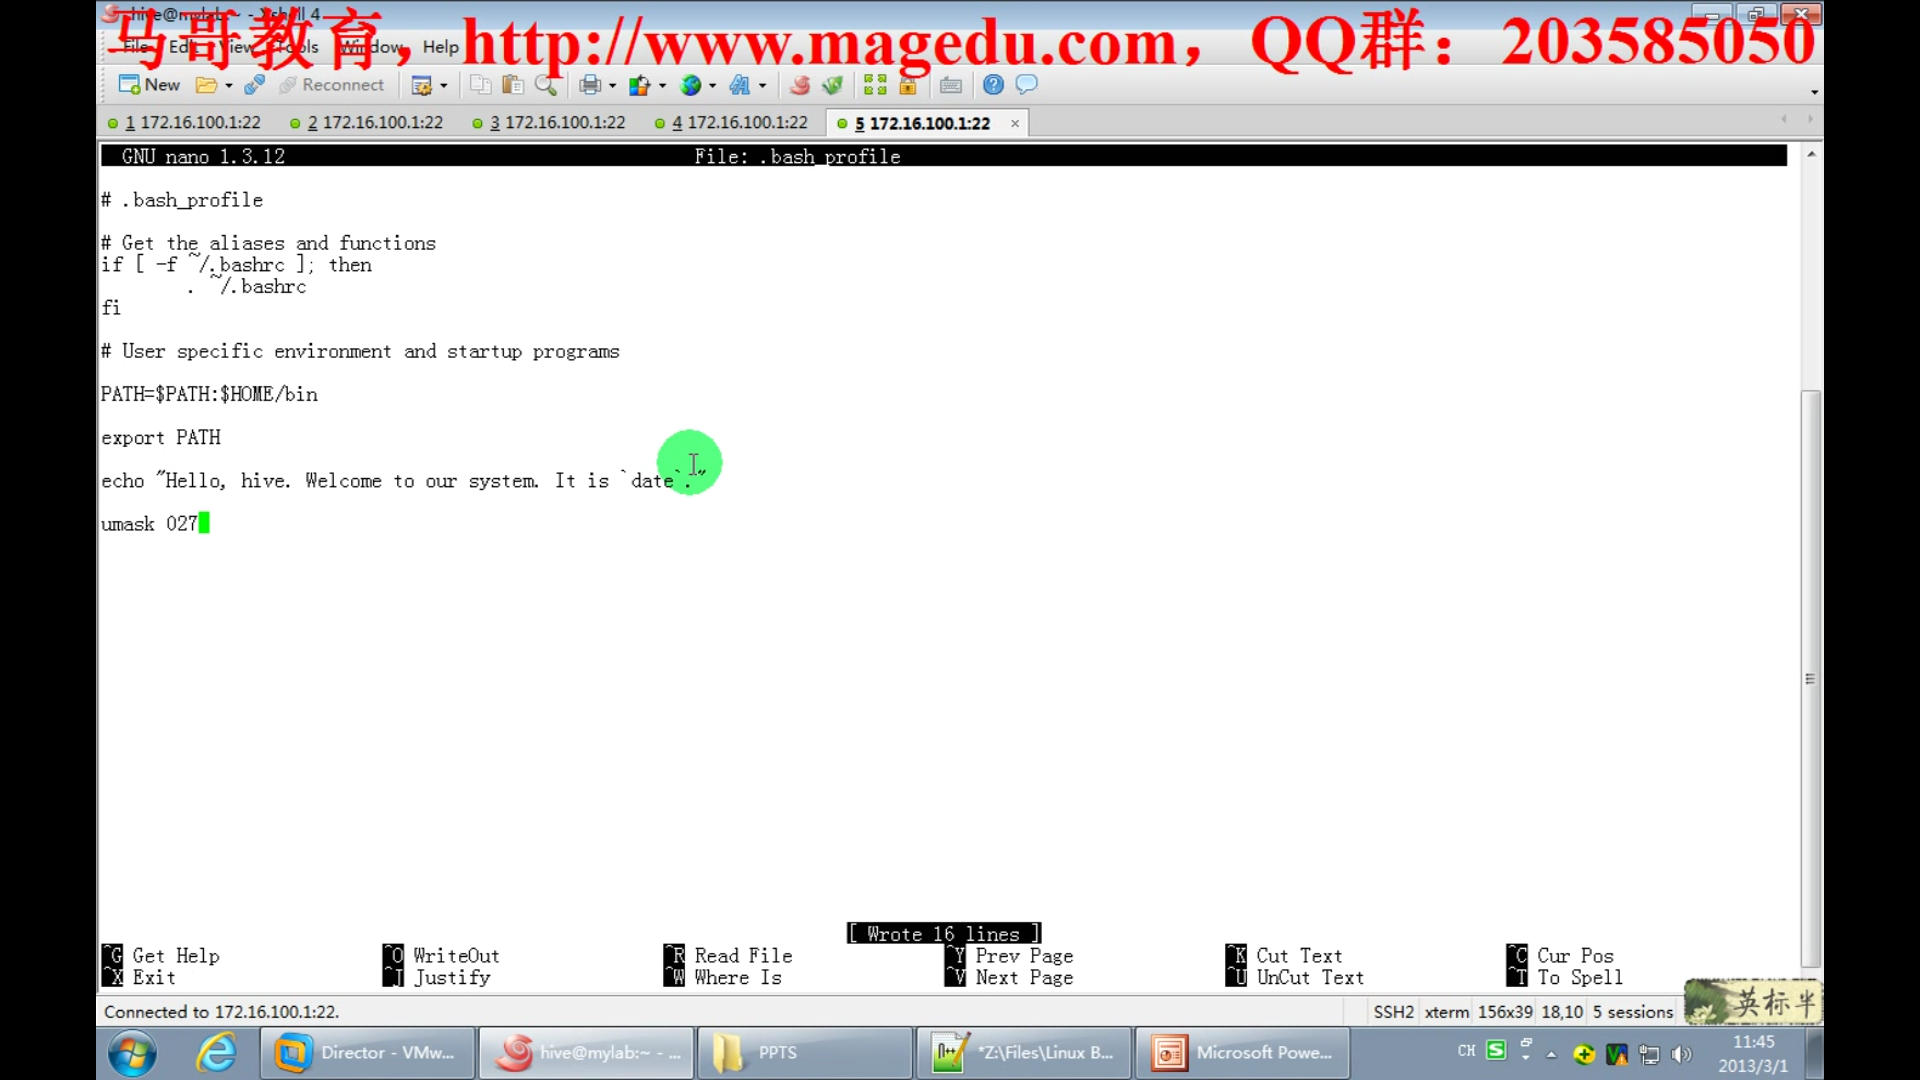 hive@mylab:~ - Xshell 4
马哥教育，http://www.magedu.com，QQ群：203585050
File Edit View Tools Window Help
New Reconnect
1 172.16.100.1:22 2 172.16.100.1:22 3 172.16.100.1:22 4 172.16.100.1:22 5 172.16.100.1:22
GNU nano 1.3.12 File: .bash_profile
# .bash_profile
# Get the aliases and functions
if [ -f ~/.bashrc ]; then
. ~/.bashrc
fi
# User specific environment and startup programs
PATH=$PATH:$HOME/bin
export PATH
echo "Hello, hive. Welcome to our system. It is `date`."
umask 027
[ Wrote 16 lines ]
^G Get Help ^O WriteOut ^R Read File ^Y Prev Page ^K Cut Text ^C Cur Pos
^X Exit ^J Justify ^W Where Is ^V Next Page ^U UnCut Text ^T To Spell
Connected to 172.16.100.1:22. SSH2 xterm 156x39 18,10 5 sessions
英标半
Director - VMw... hive@mylab:~ - ... PPTS *Z:\Files\Linux B... Microsoft Powe... CH 11:45
2013/3/1